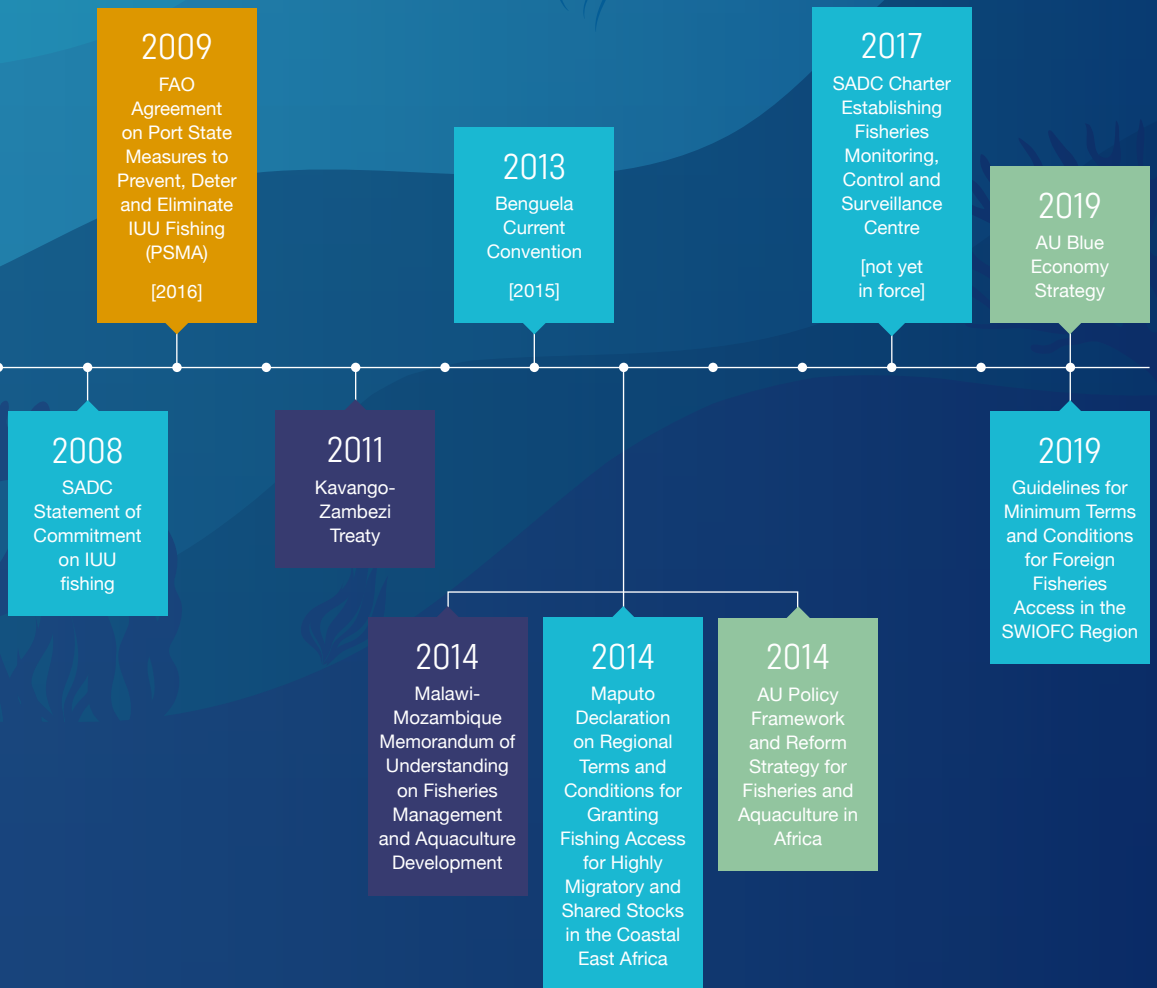 2009
FAO
Agreement
on Port State
Measures to
Prevent, Deter
and Eliminate
IUU Fishing
(PSMA)
[2016]
2013
Benguela
Current
Convention
[2015]
2017
SADC Charter
Establishing
Fisheries
Monitoring,
Control and
Surveillance
Centre
[not yet
in force]
2019
AU Blue
Economy
Strategy
2008
SADC
Statement of
Commitment
on IUU
fishing
2011
Kavango-
Zambezi
Treaty
2014
Malawi-
Mozambique
Memorandum of
Understanding
on Fisheries
Management
and Aquaculture
Development
2014
Maputo
Declaration
on Regional
Terms and
Conditions for
Granting
Fishing Access
for Highly
Migratory and
Shared Stocks
in the Coastal
East Africa
2014
AU Policy
Framework
and Reform
Strategy for
Fisheries and
Aquaculture in
Africa
2019
Guidelines for
Minimum Terms
and Conditions
for Foreign
Fisheries
Access in the
SWIOFC Region